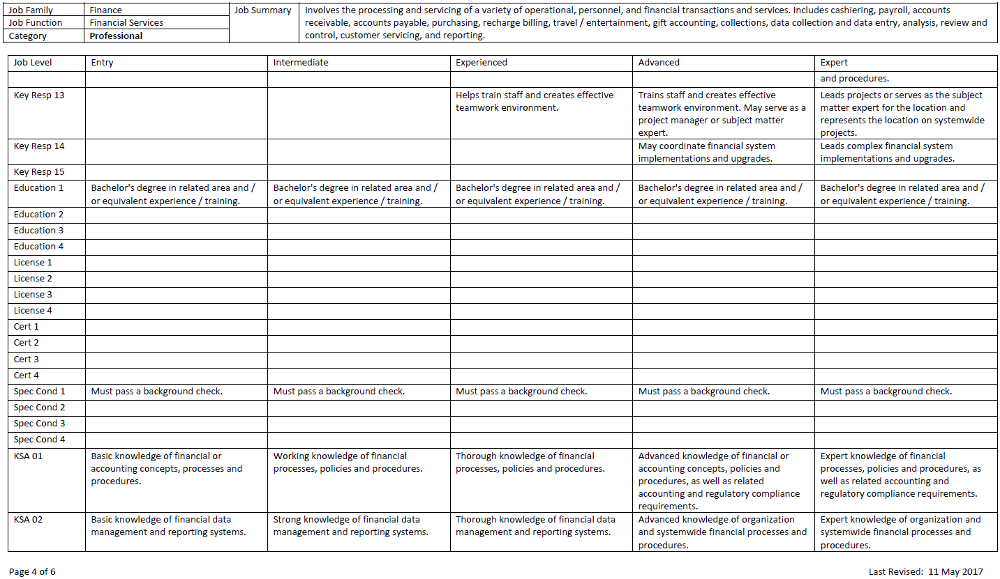 Job Family Finance Job Summary Involves the processing and servicing of a variety of operational, personnel, and financial transactions and services. Includes cashiering, payroll, accounts
Job Function Financial Services receivable, accounts payable, purchasing, recharge billing, travel / entertainment, gift accounting, collections, data collection and data entry, analysis, review and
Category Professional control, customer servicing, and reporting.
Job Level Entry Intermediate Experienced Advanced Expert
and procedures.
Key Resp 13 Helps train staff and creates effective Trains staff and creates effective Leads projects or serves as the subject
teamwork environment. teamwork environment. May serve as a matter expert for the location and
project manager or subject matter represents the location on systemwide
expert. projects.
Key Resp 14 May coordinate financial system Leads complex financial system
implementations and upgrades. implementations and upgrades.
Key Resp 15
Education 1 Bachelor's degree in related area and / Bachelor's degree in related area and / Bachelor's degree in related area and / Bachelor's degree in related area and / Bachelor's degree in related area and /
or equivalent experience / training. or equivalent experience / training. or equivalent experience / training. or equivalent experience / training. or equivalent experience / training.
Education 2
Education 3
Education 4
License 1
License 2
License 3
License 4
Cert 1
Cert 2
Cert 3
Cert 4
Spec Cond 1 Must pass a background check. Must pass a background check. Must pass a background check. Must pass a background check. Must pass a background check.
Spec Cond 2
Spec Cond 3
Spec Cond 4
KSA 01 Basic knowledge of financial or Working knowledge of financial Thorough knowledge of financial Advanced knowledge of financial or Expert knowledge of financial
accounting concepts, processes and processes, policies and procedures. processes, policies and procedures. accounting concepts, policies and processes, policies and procedures, as
procedures. procedures, as well as related well as related accounting and
accounting and regulatory compliance regulatory compliance requirements.
requirements.
KSA 02 Basic knowledge of financial data Strong knowledge of financial data Thorough knowledge of financial data Advanced knowledge of organization Expert knowledge of organization and
management and reporting systems. management and reporting systems. management and reporting systems. and systemwide financial processes and systemwide financial processes and
procedures. procedures.
Page 4 of 6 Last Revised: 11 May 2017